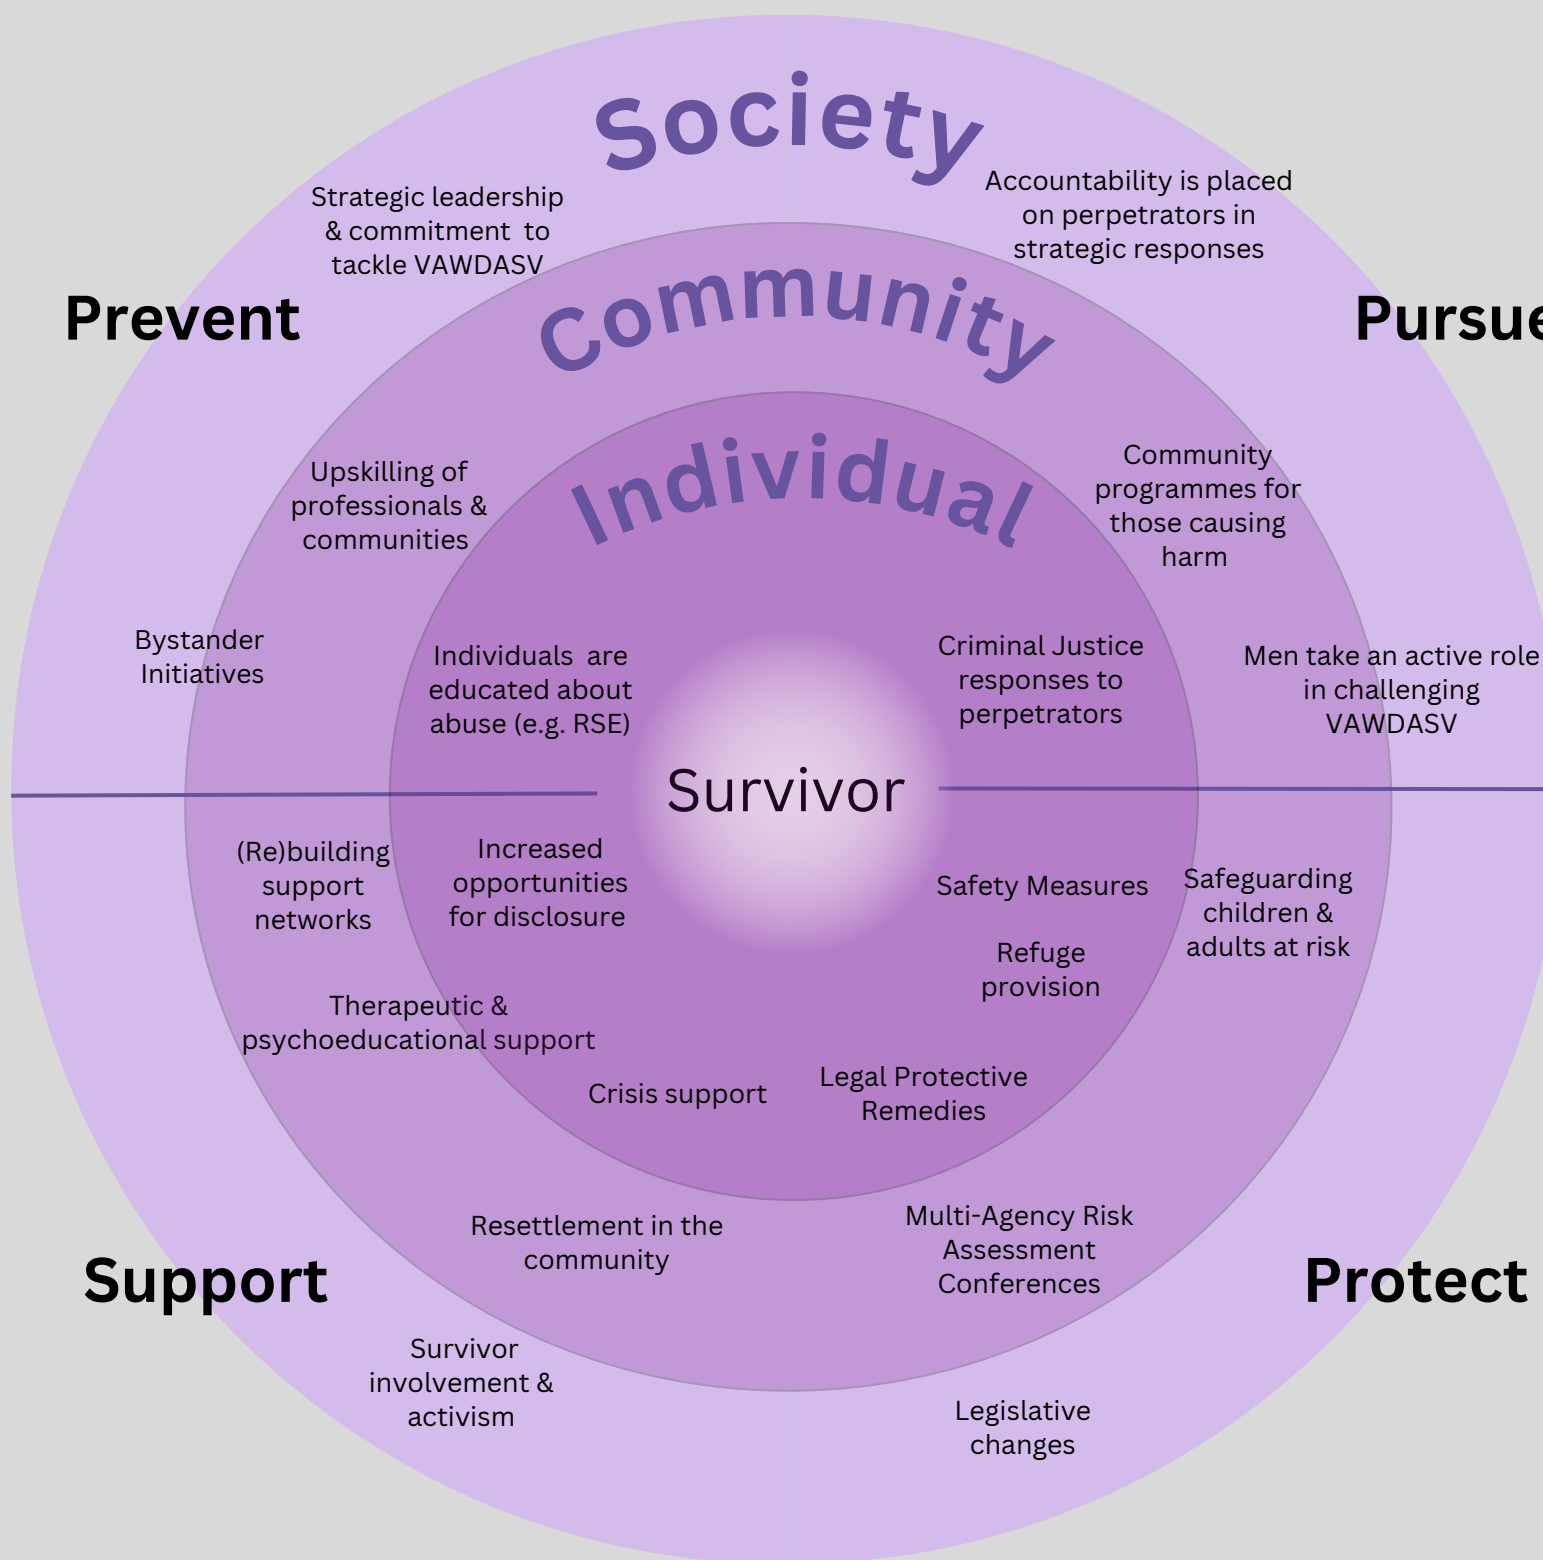 Society
Strategic leadership
& commitment to
tackle VAWDASV
Accountability is placed
on perpetrators in
strategic responses
Prevent
Pursue
Community
Individual
Upskilling of
professionals &
communities
Community
programmes for
those causing
harm
Bystander
Initiatives
Individuals are
educated about
abuse (e.g. RSE)
Criminal Justice
responses to
perpetrators
Men take an active role
in challenging
VAWDASV
Survivor
(Re)building
support
networks
Increased
opportunities
for disclosure
Safety Measures
Safeguarding
children &
adults at risk
Refuge
provision
Therapeutic &
psychoeducational support
Crisis support
Legal Protective
Remedies
Resettlement in the
community
Multi-Agency Risk
Assessment
Conferences
Support
Protect
Survivor
involvement &
activism
Legislative
changes